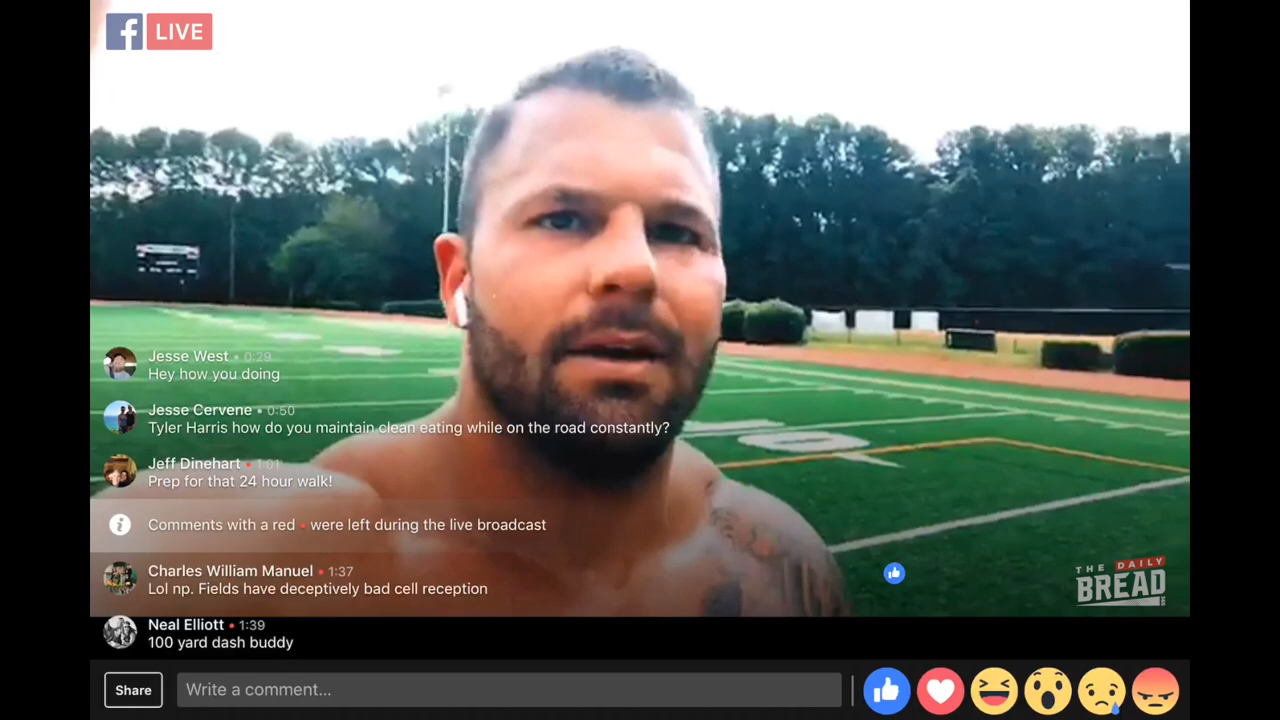 f LIVE
Jesse West • 0:29
Hey how you doing
Jesse Cervene • 0:50
Tyler Harris how do you maintain clean eating while on the road constantly?
Jeff Dinehart • 1:01
Prep for that 24 hour walk!
i Comments with a red • were left during the live broadcast
Charles William Manuel • 1:37
Lol np. Fields have deceptively bad cell reception
THE DAILY
BREAD
Neal Elliott • 1:39
100 yard dash buddy
Share
Write a comment...